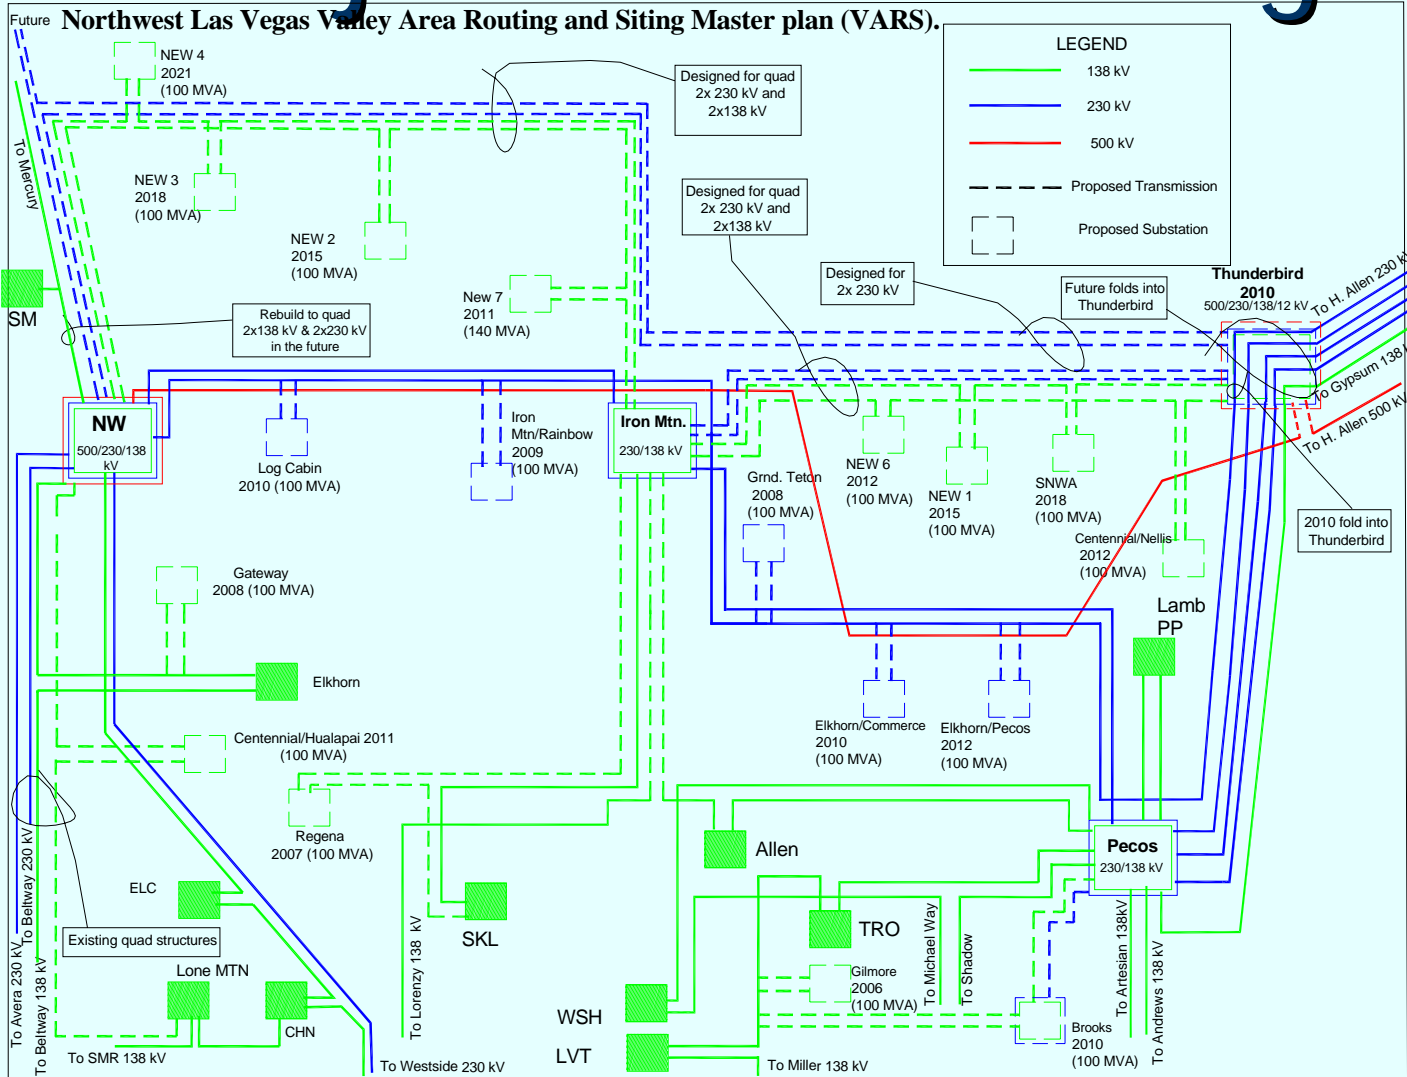 Future
Northwest Las Vegas Valley Area Routing and Siting Master plan (VARS).
LEGEND
138 kV
230 kV
500 kV
Proposed Transmission
Proposed Substation
NEW 4
2021
(100 MVA)
Designed for quad
2x 230 kV and
2x138 kV
To Mercury
NEW 3
2018
(100 MVA)
NEW 2
2015
(100 MVA)
Designed for quad
2x 230 kV and
2x138 kV
Designed for
2x 230 kV
Future folds into
Thunderbird
Thunderbird
2010
500/230/138/12 kV
To H. Allen 230 kV
To Gypsum 138
To H. Allen 500 kV
SM
Rebuild to quad
2x138 kV & 2x230 kV
in the future
New 7
2011
(140 MVA)
NW
500/230/138
kV
Log Cabin
2010 (100 MVA)
Iron
Mtn/Rainbow
2009
(100 MVA)
Iron Mtn.
230/138 kV
Grnd. Teton
2008
(100 MVA)
NEW 6
2012
(100 MVA)
NEW 1
2015
(100 MVA)
SNWA
2018
(100 MVA)
Centennial/Nellis
2012
(100 MVA)
2010 fold into
Thunderbird
Gateway
2008 (100 MVA)
Elkhorn
Lamb
PP
Centennial/Hualapai 2011
(100 MVA)
Elkhorn/Commerce
2010
(100 MVA)
Elkhorn/Pecos
2012
(100 MVA)
Regena
2007 (100 MVA)
Allen
Pecos
230/138 kV
ELC
Existing quad structures
SKL
TRO
Lone MTN
CHN
Gilmore
2006
(100 MVA)
WSH
LVT
Brooks
2010
(100 MVA)
To Avera 230 kV
To Beltway 230 kV
To Beltway 138 kV
To Lorenzy 138 kV
To Michael Way
To Shadow
To Artesian 138kV
To Andrews 138 kV
To SMR 138 kV
To Westside 230 kV
To Miller 138 kV